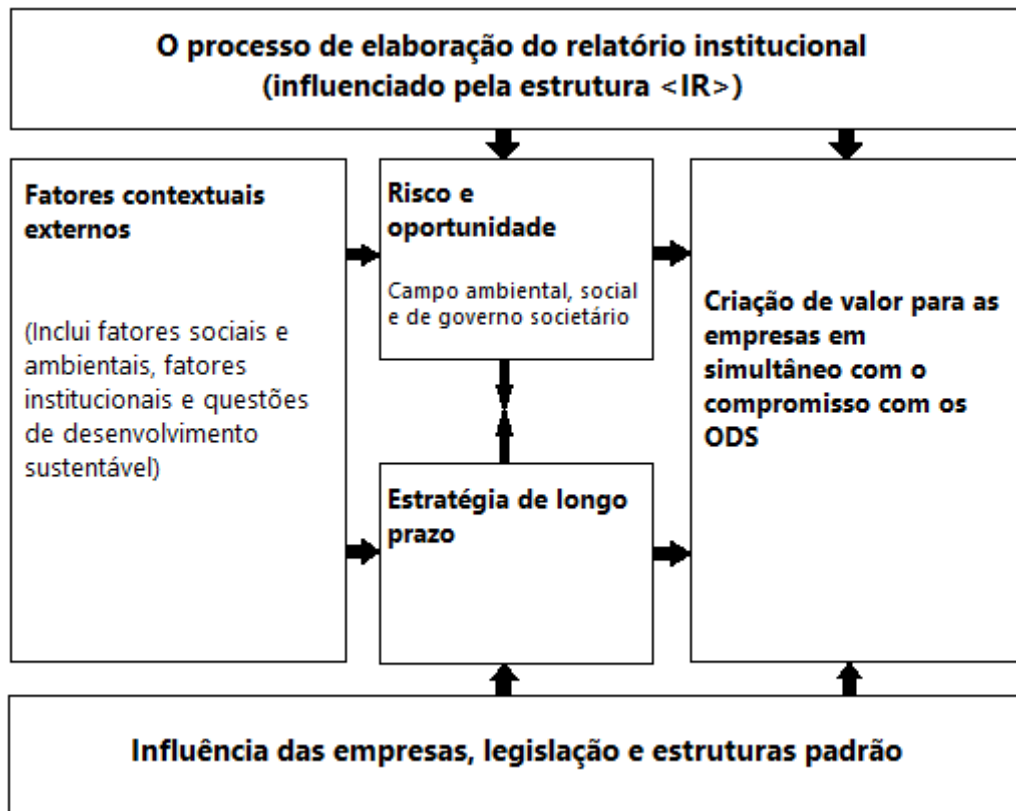 O processo de elaboração do relatório institucional
(influenciado pela estrutura <IR>)
Fatores contextuais
externos
(Inclui fatores sociais e
ambientais, fatores
institucionais e questões
de desenvolvimento
sustentável)
Risco e
oportunidade
Campo ambiental, social
e de governo societário
Estratégia de longo
prazo
Criação de valor para as
empresas em
simultâneo com o
compromisso com os
ODS
Influência das empresas, legislação e estruturas padrão